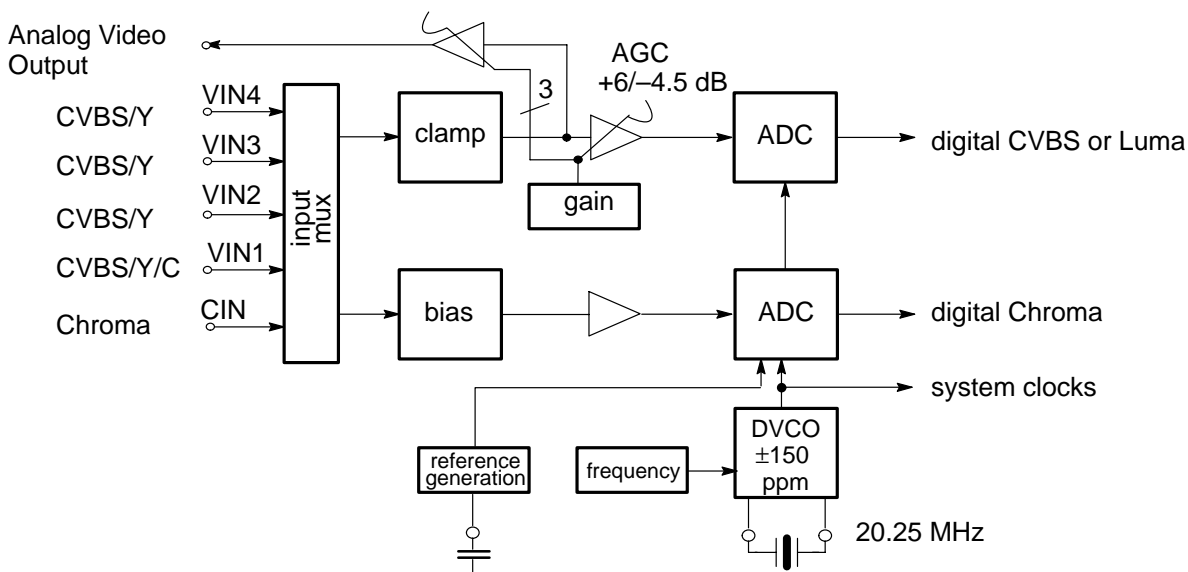 Analog Video
Output
AGC
+6/–4.5 dB
3
VIN4
CVBS/Y
VIN3
CVBS/Y
VIN2
CVBS/Y
VIN1
CVBS/Y/C
CIN
Chroma
input
mux
clamp
gain
ADC
digital CVBS or Luma
bias
ADC
digital Chroma
system clocks
reference
generation
frequency
DVCO
±150
ppm
20.25 MHz